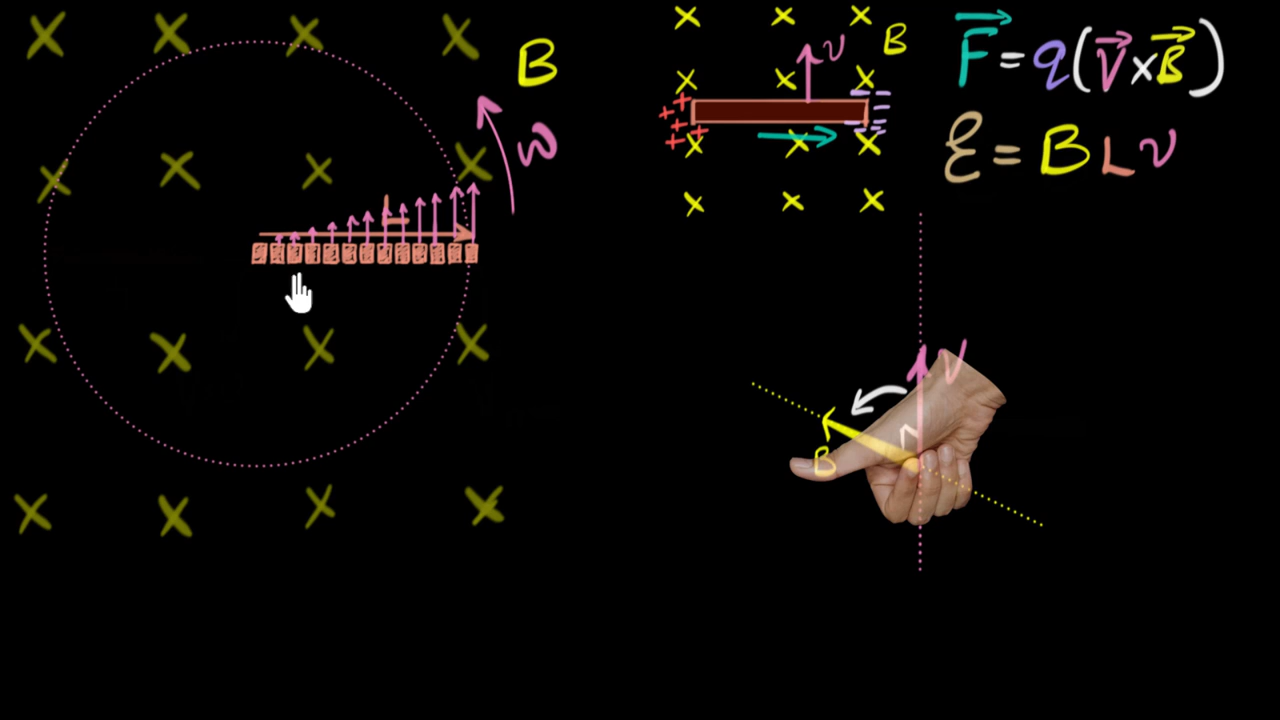 B
ω
L
v
B
F = q(V×B)
ε = BLv
V
B